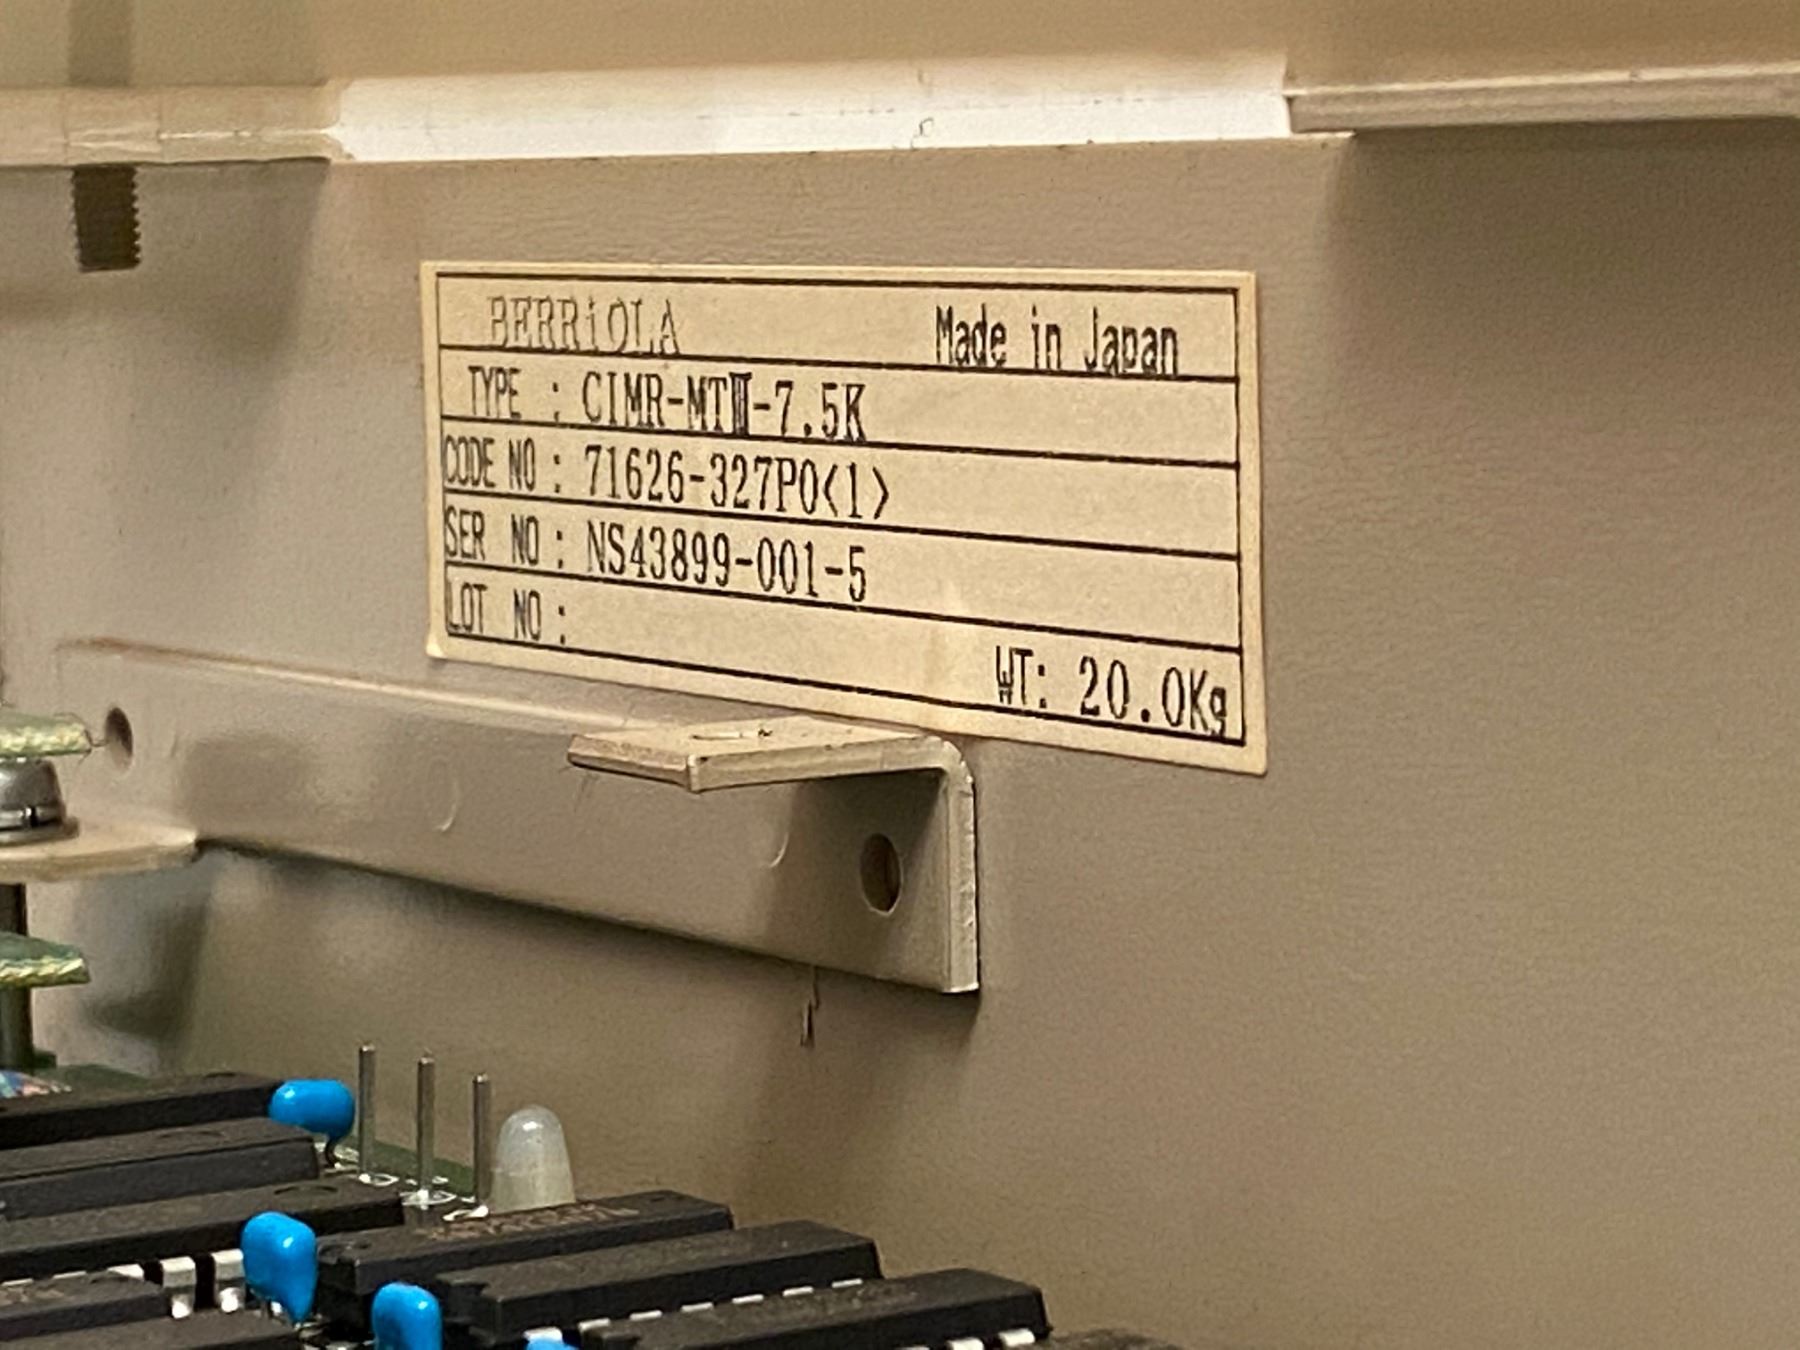 BERRiOLA Made in Japan
TYPE : CIMR-MTⅢ-7.5K
CODE NO : 71626-327P0<1>
SER NO : NS43899-001-5
LOT NO :
WT: 20.0Kg